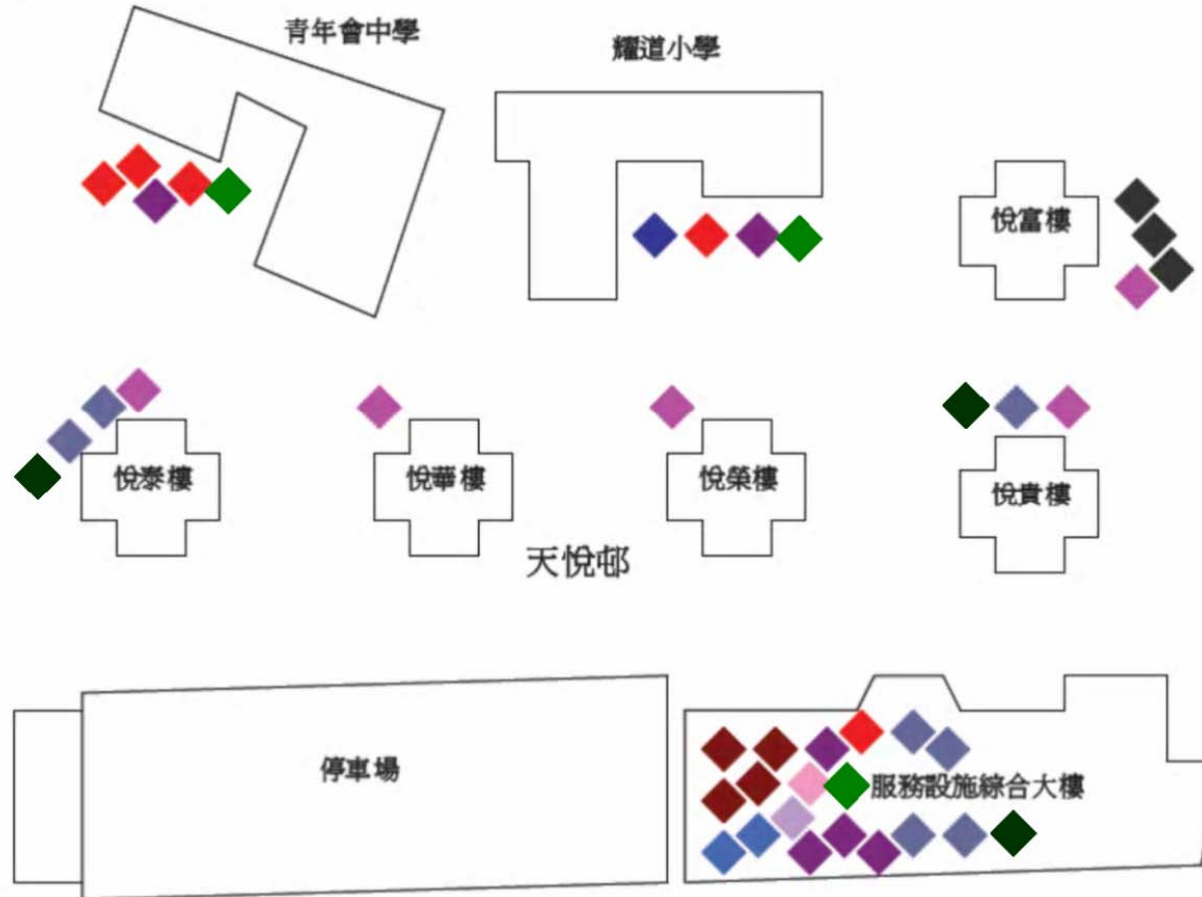 青年會中學
耀道小學
悅富樓
悅泰樓
悅華樓
悅榮樓
悅貴樓
天悅邨
停車場
服務設施綜合大樓